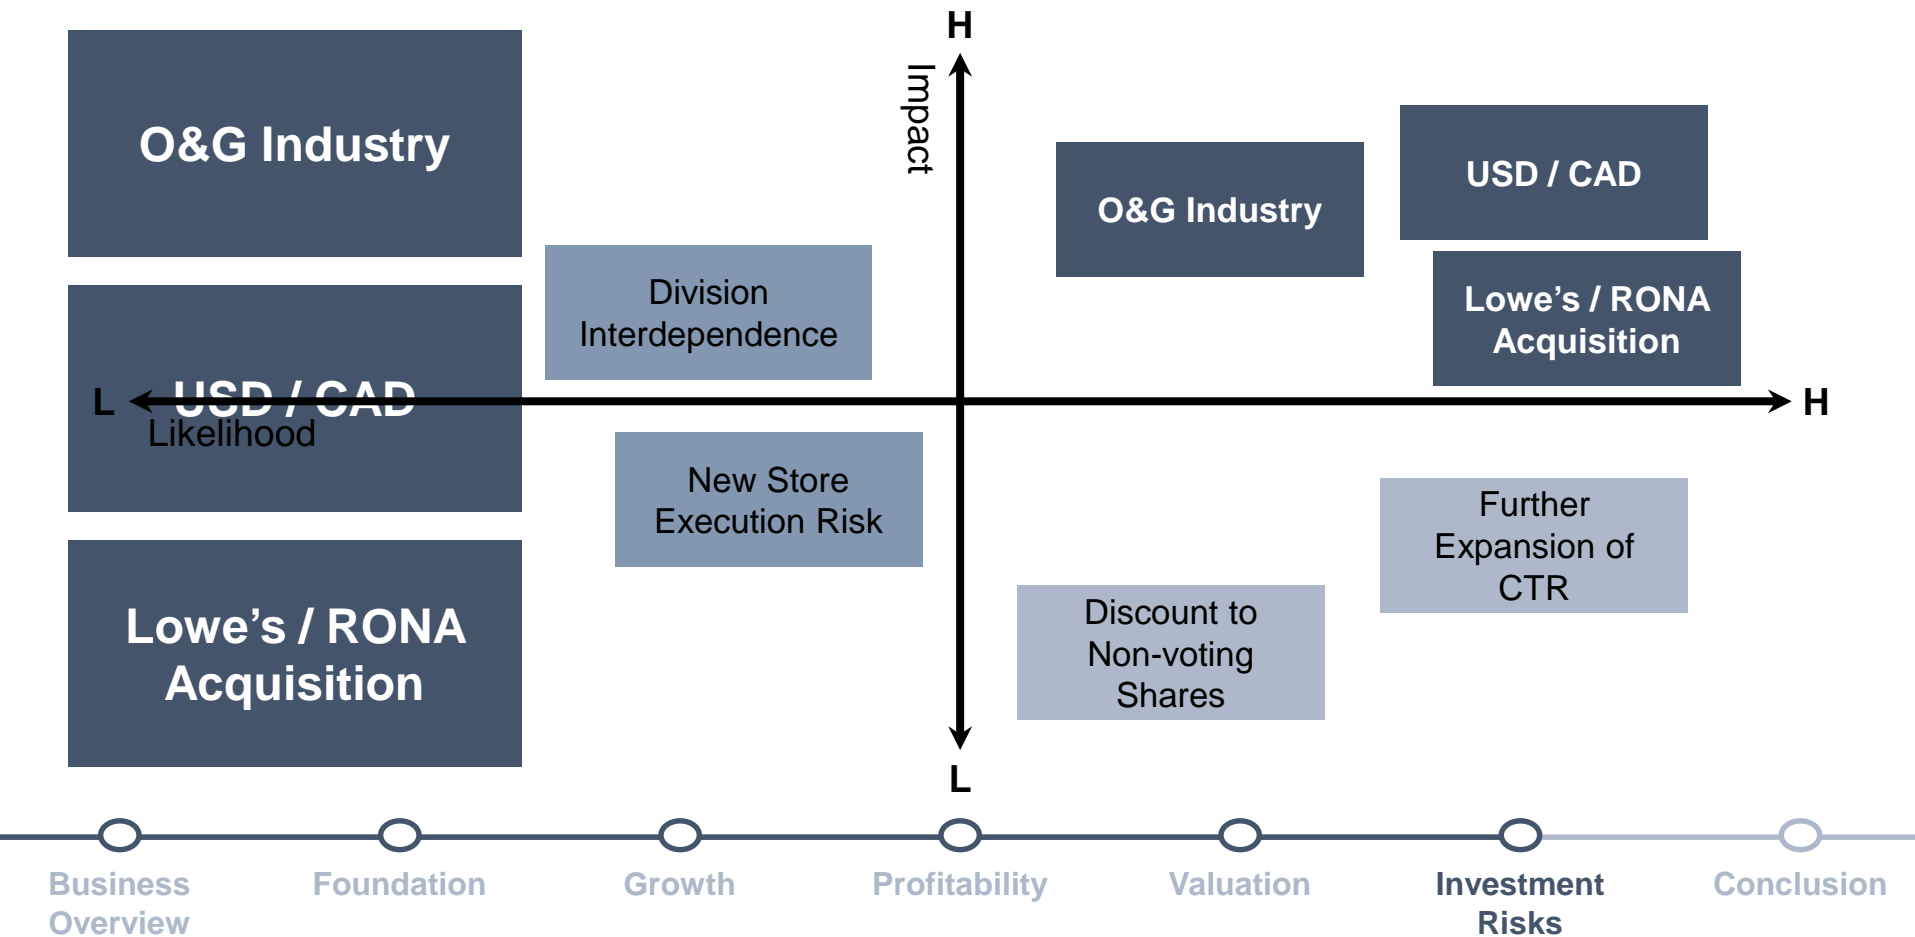 H
Impact
O&G Industry
USD / CAD
Lowe's / RONA
Acquisition
Division
Interdependence
O&G Industry
USD / CAD
Lowe's / RONA
Acquisition
L
H
Likelihood
New Store
Execution Risk
Further
Expansion of
CTR
Discount to
Non-voting
Shares
L
Business
Overview
Foundation
Growth
Profitability
Valuation
Investment
Risks
Conclusion